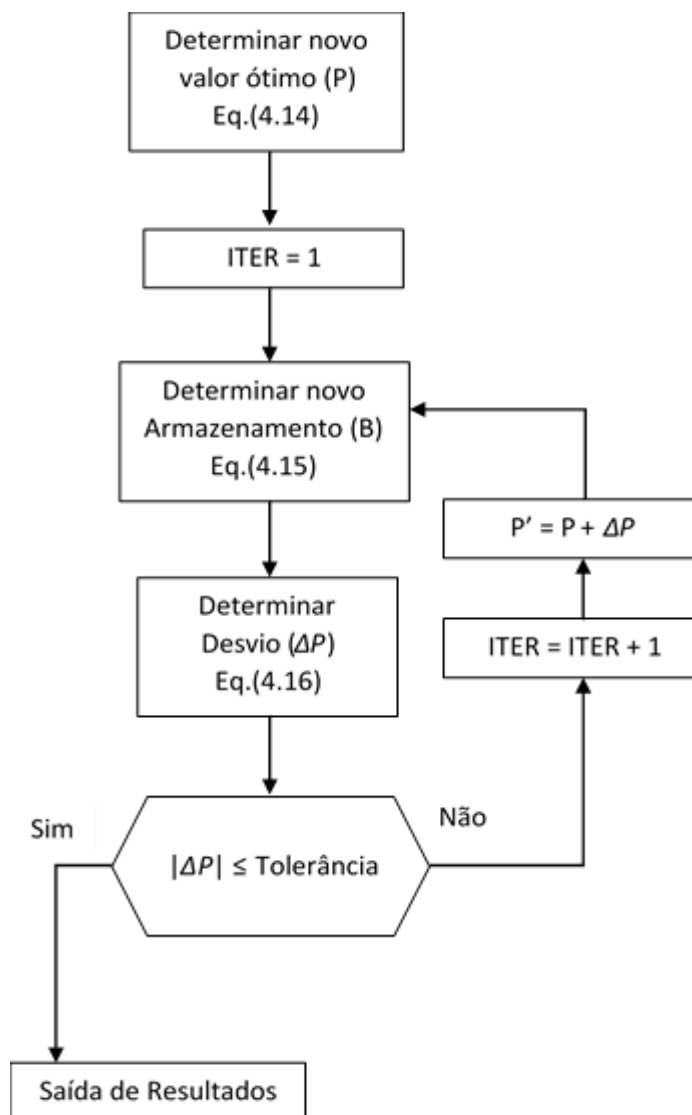 Determinar novo
valor ótimo (P)
Eq.(4.14)
ITER = 1
Determinar novo
Armazenamento (B)
Eq.(4.15)
P’ = P + ΔP
Determinar
Desvio (ΔP)
Eq.(4.16)
ITER = ITER + 1
Sim
Não
|ΔP| ≤ Tolerância
Saída de Resultados